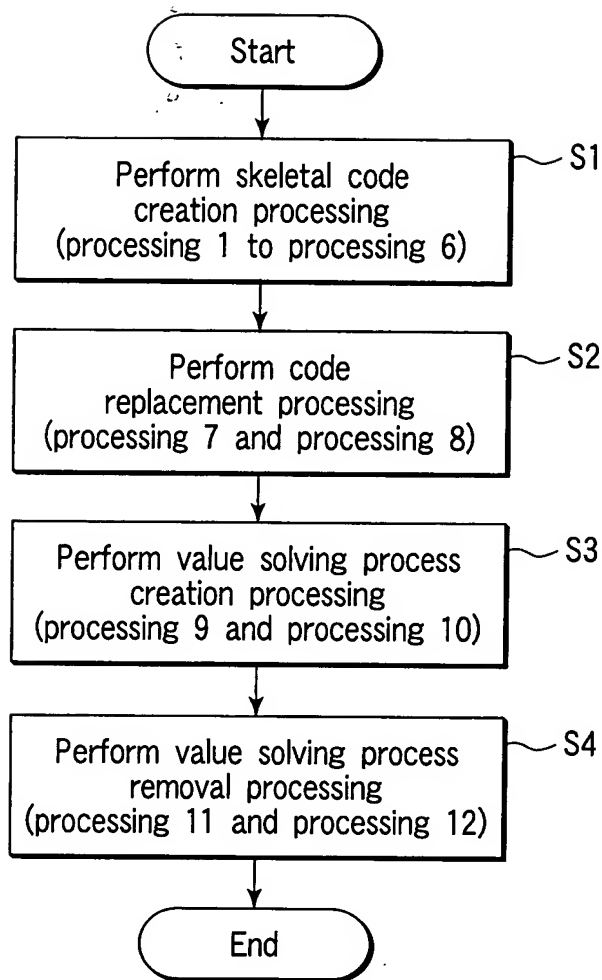 Start
S1
Perform skeletal code
creation processing
(processing 1 to processing 6)
S2
Perform code
replacement processing
(processing 7 and processing 8)
S3
Perform value solving process
creation processing
(processing 9 and processing 10)
S4
Perform value solving process
removal processing
(processing 11 and processing 12)
End